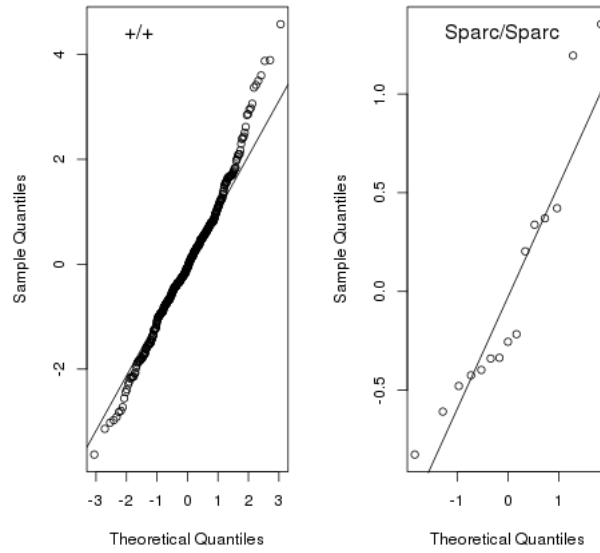 +/+
4
2
0
-2
Sample Quantiles
-3 -2 -1 0 1 2 3
Theoretical Quantiles
Sparc/Sparc
1.0
0.5
0.0
-0.5
Sample Quantiles
-1 0 1
Theoretical Quantiles